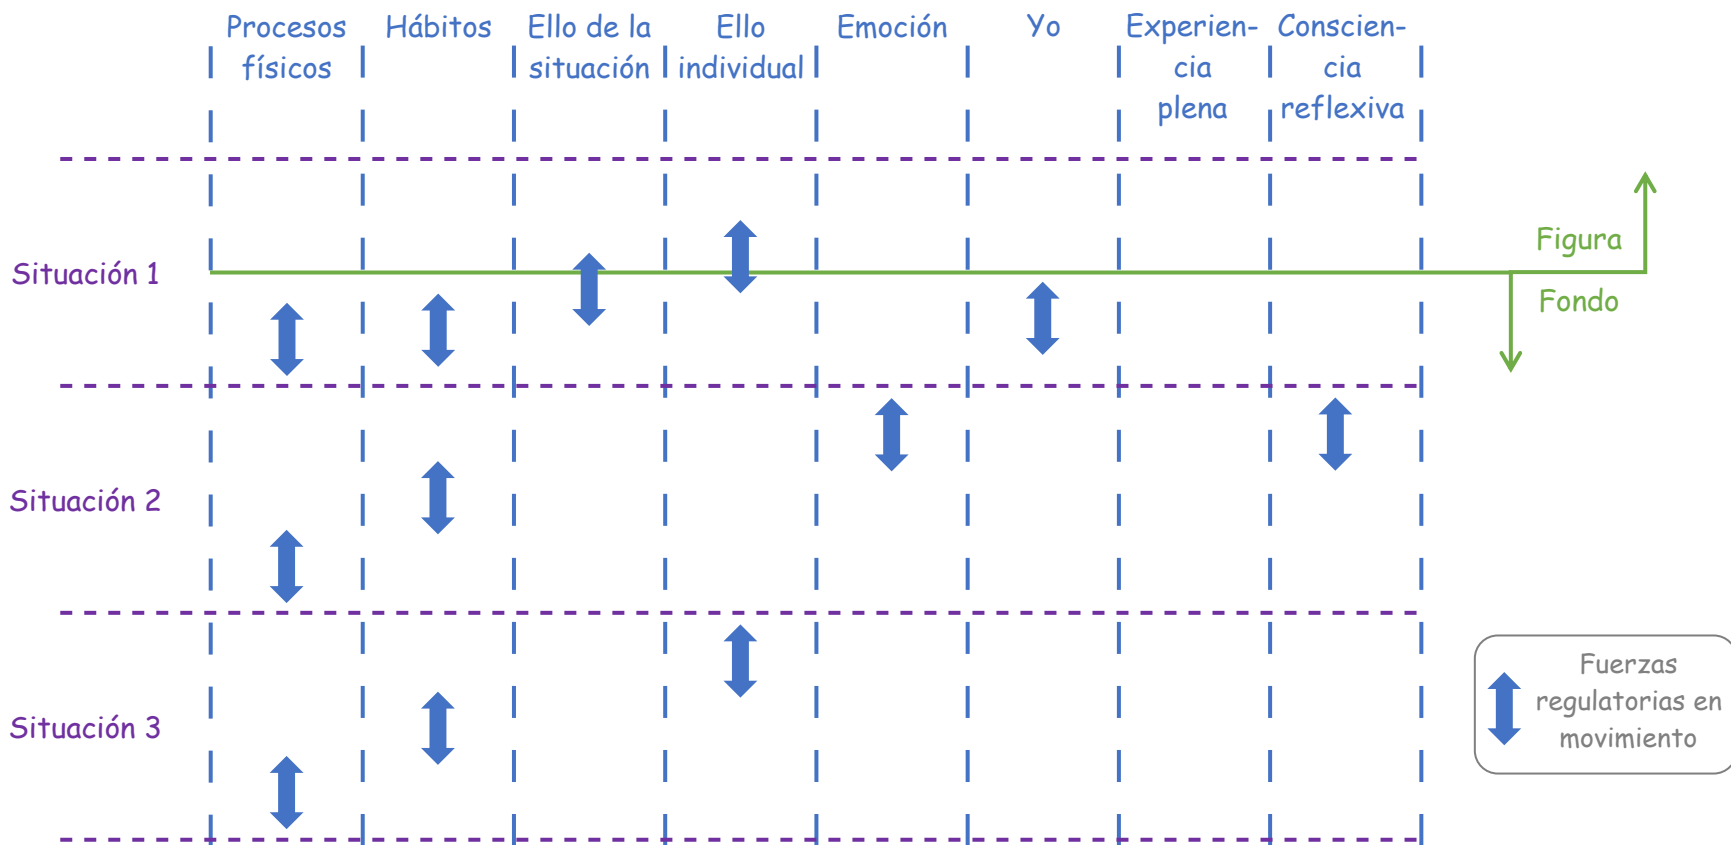 Procesos
físicos
Hábitos
Ello de la
situación
Ello
individual
Emoción
Yo
Experien-
cia
plena
Conscien-
cia
reflexiva
Figura
Situación 1
Fondo
Situación 2
Fuerzas
regulatorias en
movimiento
Situación 3